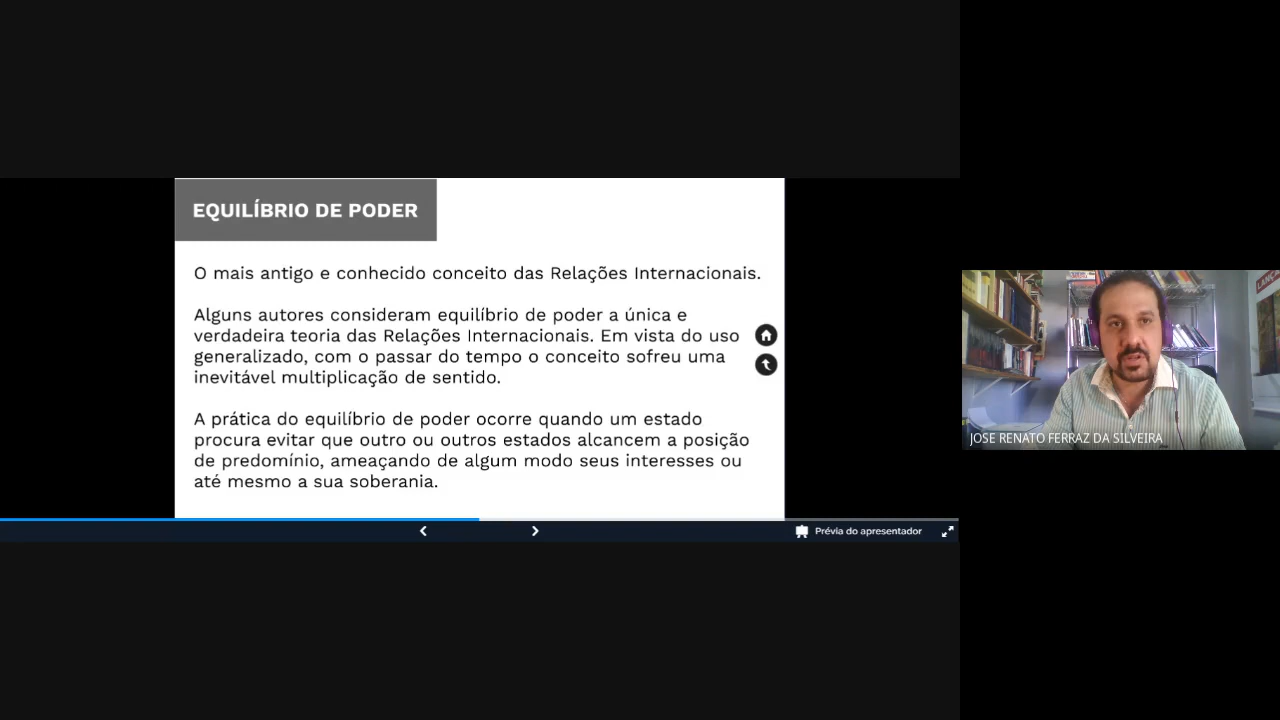 EQUILÍBRIO DE PODER
O mais antigo e conhecido conceito das Relações Internacionais.
Alguns autores consideram equilíbrio de poder a única e
verdadeira teoria das Relações Internacionais. Em vista do uso
generalizado, com o passar do tempo o conceito sofreu uma
inevitável multiplicação de sentido.
A prática do equilíbrio de poder ocorre quando um estado
procura evitar que outro ou outros estados alcancem a posição
de predomínio, ameaçando de algum modo seus interesses ou
até mesmo a sua soberania.
Prévia do apresentador
JOSE RENATO FERRAZ DA SILVEIRA